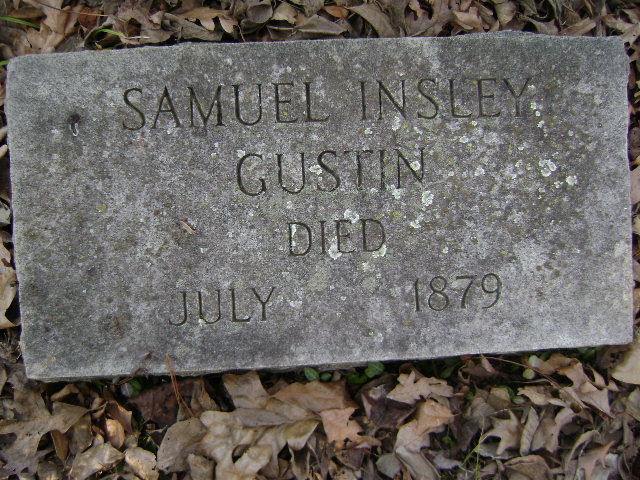 SAMUEL INSLEY
GUSTIN
DIED
JULY 1879